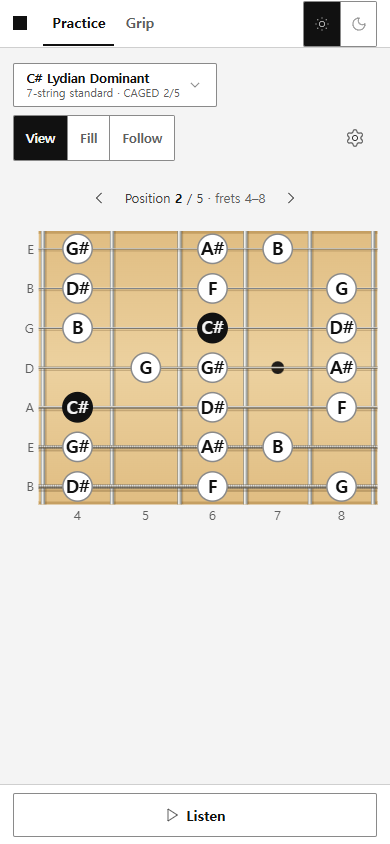 Practice Grip
C# Lydian Dominant
7-string standard · CAGED 2/5
View Fill Follow
Position 2 / 5 · frets 4–8
E G# A# B
B D# F G
G B C# D#
D G G# A#
A C# D# F
E G# A# B
B D# F G
4 5 6 7 8
Listen